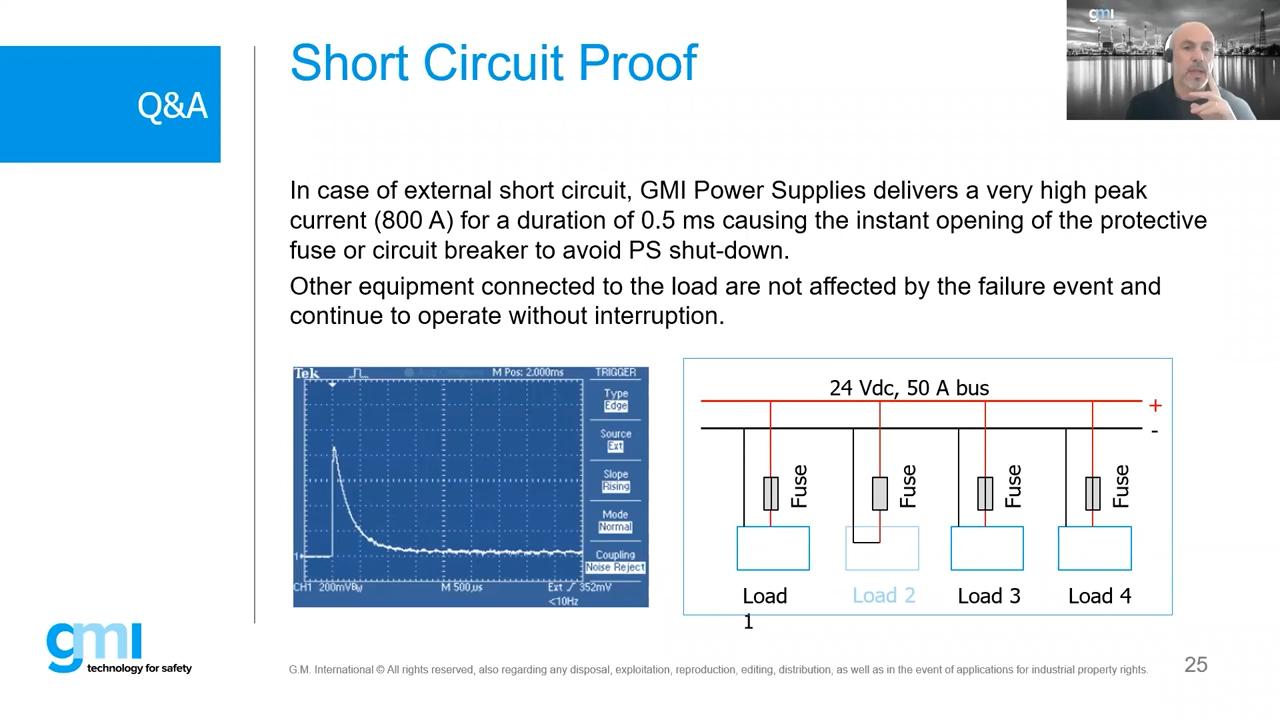 Q&A
Short Circuit Proof
gmi
In case of external short circuit, GMI Power Supplies delivers a very high peak
current (800 A) for a duration of 0.5 ms causing the instant opening of the protective
fuse or circuit breaker to avoid PS shut-down.
Other equipment connected to the load are not affected by the failure event and
continue to operate without interruption.
Tek
M Pos: 2.000ms
TRIGGER
Type
Edge
Source
Ext
Slope
Rising
Mode
Normal
Coupling
Noise Reject
1
CH1 200mVBw
M 500µs
Ext / 352mV
<10Hz
24 Vdc, 50 A bus
+
-
Fuse
Fuse
Fuse
Fuse
Load
1
Load 2
Load 3
Load 4
gmi
technology for safety
G.M. International © All rights reserved, also regarding any disposal, exploitation, reproduction, editing, distribution, as well as in the event of applications for industrial property rights.
25